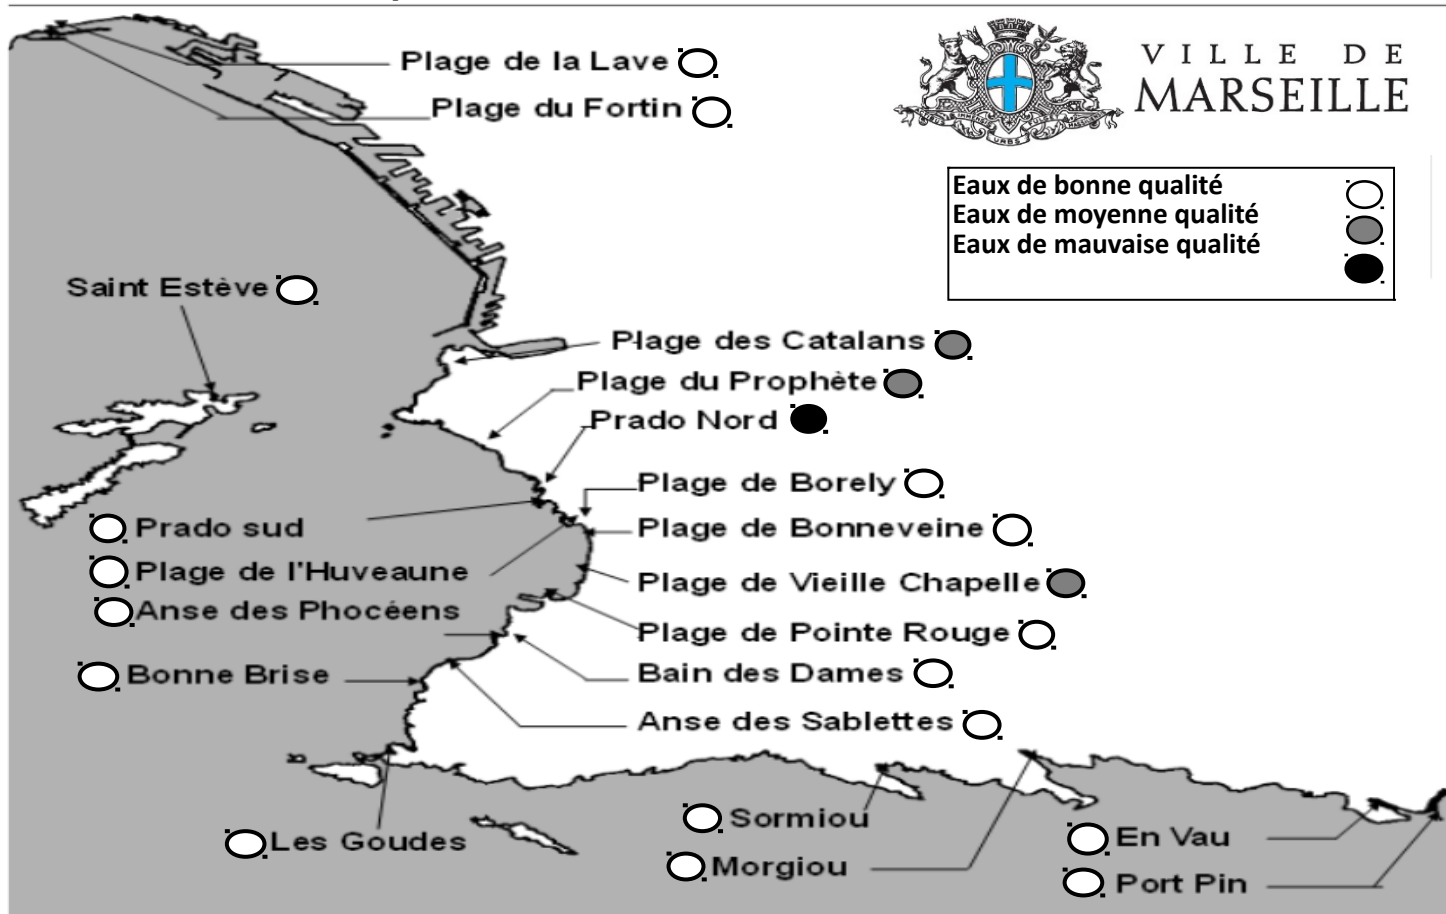 VILLE DE
MARSEILLE
Plage de la Lave
Plage du Fortin
Eaux de bonne qualité
Eaux de moyenne qualité
Eaux de mauvaise qualité
Saint Estève
Plage des Catalans
Plage du Prophète
Prado Nord
Plage de Borely
Prado sud
Plage de Bonneveine
Plage de l'Huveaune
Plage de Vieille Chapelle
Anse des Phocéens
Plage de Pointe Rouge
Bonne Brise
Bain des Dames
Anse des Sablettes
Sormiou
Les Goudes
En Vau
Morgiou
Port Pin